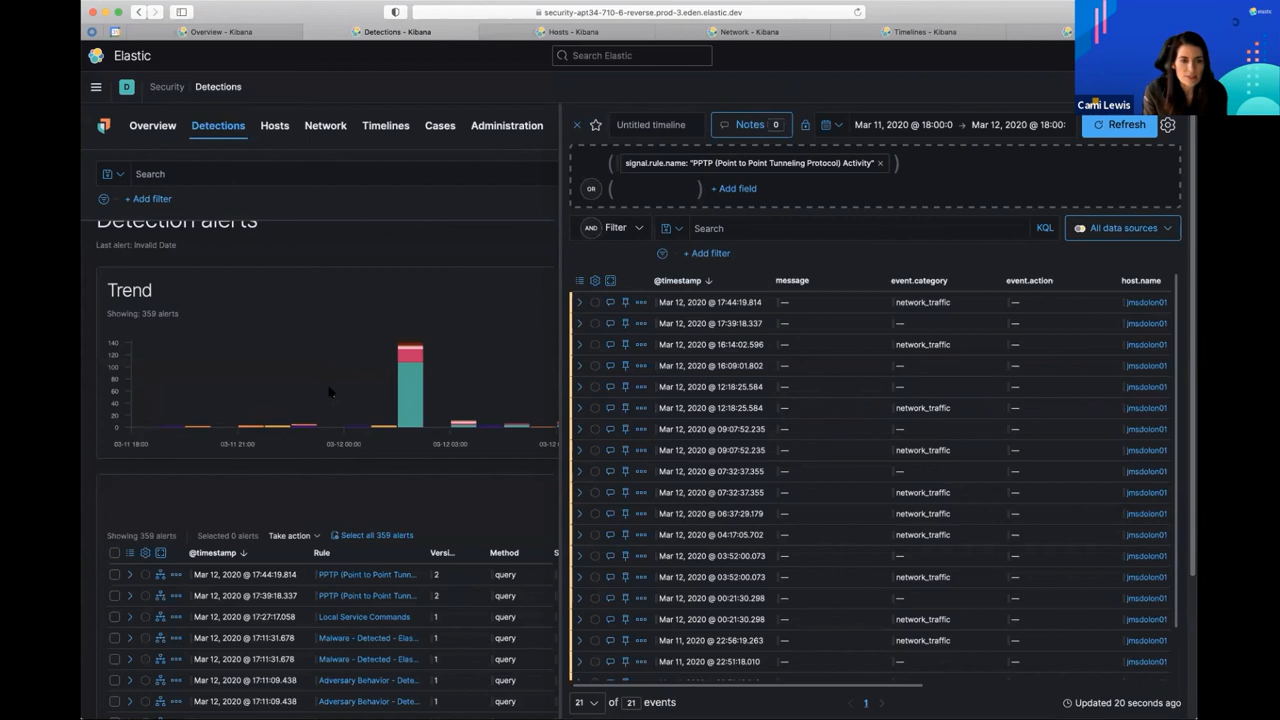 security-apt34-710-6-reverse.prod-3.eden.elastic.dev
Overview - Kibana
Detections - Kibana
Hosts - Kibana
Network - Kibana
Timelines - Kibana
elastic
Cami Lewis
Elastic
Search Elastic
D Security Detections
Overview Detections Hosts Network Timelines Cases Administration
Search
+ Add filter
Detection alerts
Last alert: Invalid Date
Trend
Showing: 359 alerts
140
120
100
80
60
40
20
0
03-11 18:00 03-11 21:00 03-12 00:00 03-12 03:00
Showing 359 alerts Selected 0 alerts Take action Select all 359 alerts
@timestamp Rule Versi... Method
Mar 12, 2020 @ 17:44:19.814 PPTP (Point to Point Tunn... 2 query
Mar 12, 2020 @ 17:39:18.337 PPTP (Point to Point Tunn... 2 query
Mar 12, 2020 @ 17:27:17.058 Local Service Commands 1 query
Mar 12, 2020 @ 17:11:31.678 Malware - Detected - Elas... 1 query
Mar 12, 2020 @ 17:11:31.678 Malware - Detected - Elas... 1 query
Mar 12, 2020 @ 17:11:09.438 Adversary Behavior - Dete... 1 query
Mar 12, 2020 @ 17:11:09.438 Adversary Behavior - Dete... 1 query
Untitled timeline Notes 0 Mar 11, 2020 @ 18:00:0 → Mar 12, 2020 @ 18:00: Refresh
( signal.rule.name: "PPTP (Point to Point Tunneling Protocol) Activity" × )
OR ( ) + Add field
AND Filter Search KQL All data sources
+ Add filter
@timestamp message event.category event.action host.name
Mar 12, 2020 @ 17:44:19.814 — network_traffic — jmsdolon01
Mar 12, 2020 @ 17:39:18.337 — — — jmsdolon01
Mar 12, 2020 @ 16:14:02.596 — network_traffic — jmsdolon01
Mar 12, 2020 @ 16:09:01.802 — — — jmsdolon01
Mar 12, 2020 @ 12:18:25.584 — — — jmsdolon01
Mar 12, 2020 @ 12:18:25.584 — network_traffic — jmsdolon01
Mar 12, 2020 @ 09:07:52.235 — — — jmsdolon01
Mar 12, 2020 @ 09:07:52.235 — network_traffic — jmsdolon01
Mar 12, 2020 @ 07:32:37.355 — — — jmsdolon01
Mar 12, 2020 @ 07:32:37.355 — network_traffic — jmsdolon01
Mar 12, 2020 @ 06:37:29.179 — network_traffic — jmsdolon01
Mar 12, 2020 @ 04:17:05.702 — network_traffic — jmsdolon01
Mar 12, 2020 @ 03:52:00.073 — — — jmsdolon01
Mar 12, 2020 @ 03:52:00.073 — network_traffic — jmsdolon01
Mar 12, 2020 @ 00:21:30.298 — — — jmsdolon01
Mar 12, 2020 @ 00:21:30.298 — network_traffic — jmsdolon01
Mar 11, 2020 @ 22:56:19.263 — network_traffic — jmsdolon01
Mar 11, 2020 @ 22:51:18.010 — — — jmsdolon01
21 of 21 events 1 Updated 20 seconds ago